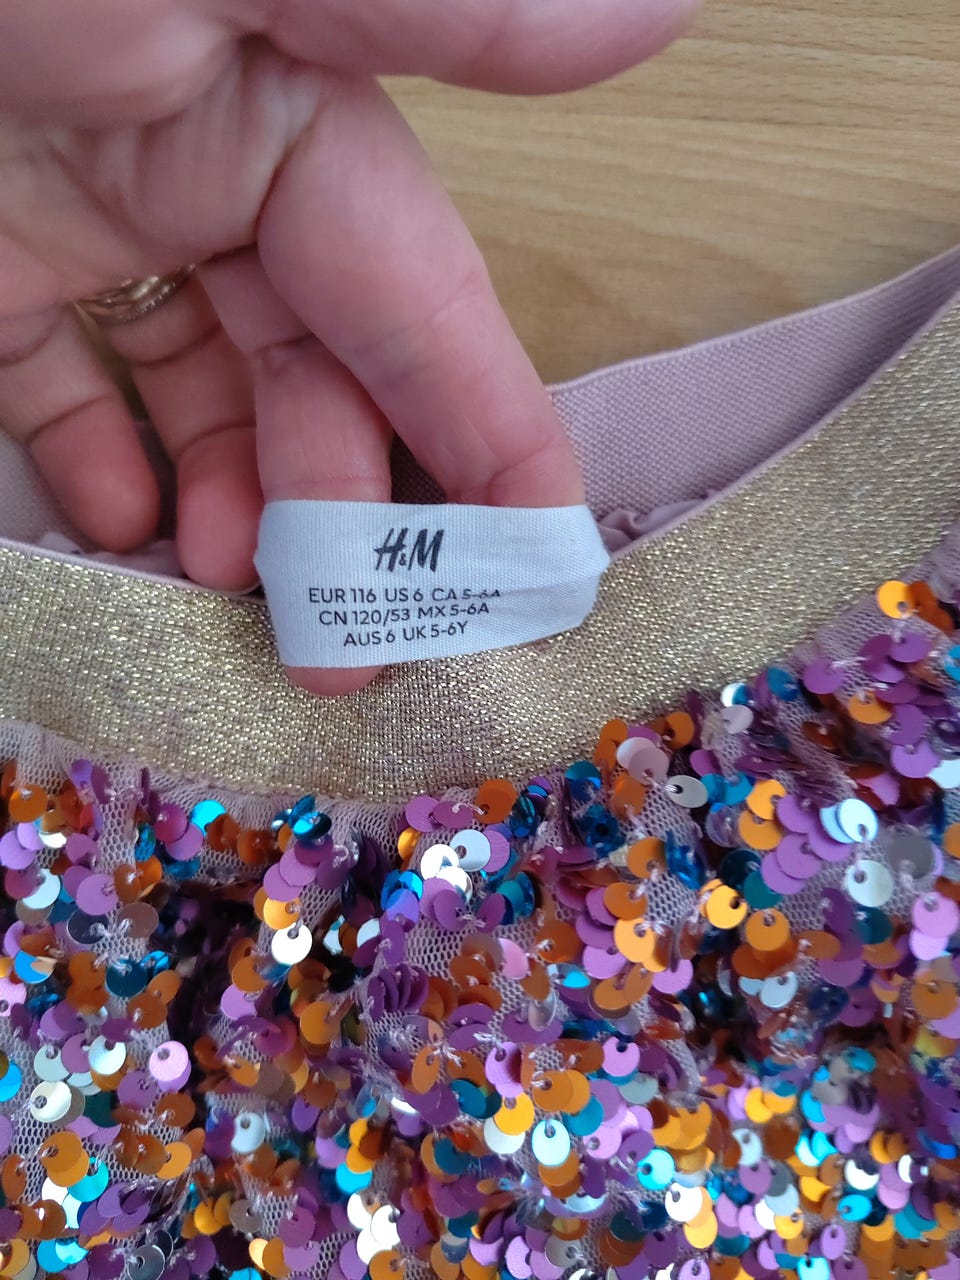 H&M
EUR 116 US 6 CA 5-6A
CN 120/53 MX 5-6A
AUS 6 UK 5-6Y